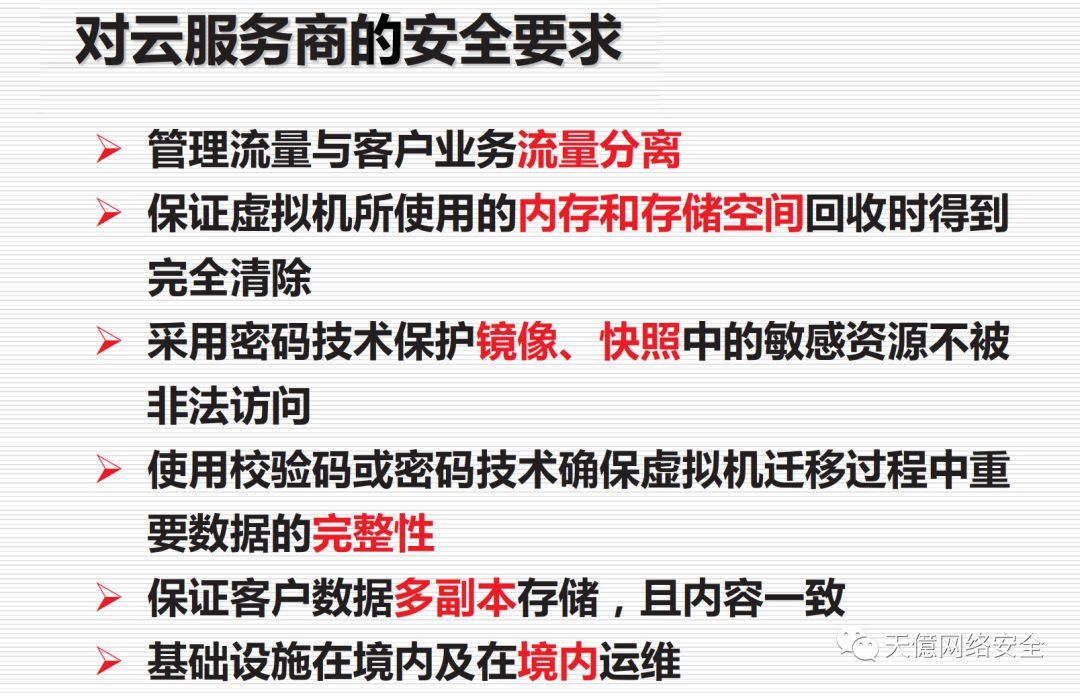 对云服务商的安全要求
管理流量与客户业务流量分离
保证虚拟机所使用的内存和存储空间回收时得到
完全清除
采用密码技术保护镜像、快照中的敏感资源不被
非法访问
使用校验码或密码技术确保虚拟机迁移过程中重
要数据的完整性
保证客户数据多副本存储，且内容一致
基础设施在境内及在境内运维
天億网络安全